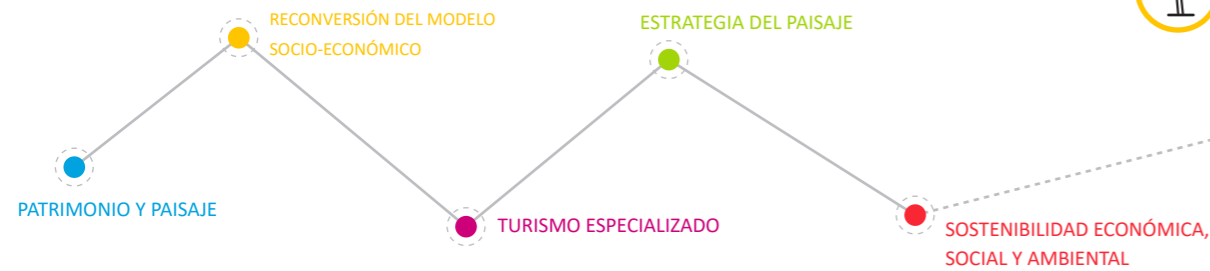 RECONVERSIÓN DEL MODELO
SOCIO-ECONÓMICO
ESTRATEGIA DEL PAISAJE
PATRIMONIO Y PAISAJE
TURISMO ESPECIALIZADO
SOSTENIBILIDAD ECONÓMICA,
SOCIAL Y AMBIENTAL